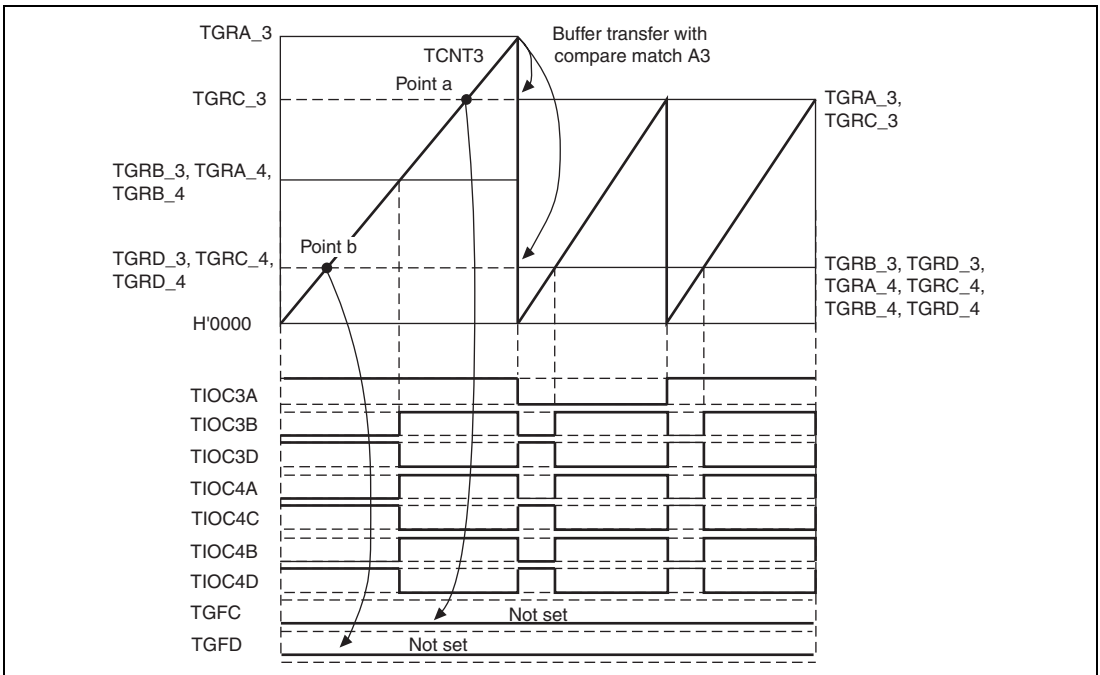 TGRA_3
TCNT3
Buffer transfer with
compare match A3
Point a
TGRC_3
TGRA_3,
TGRC_3
TGRB_3, TGRA_4,
TGRB_4
Point b
TGRD_3, TGRC_4,
TGRD_4
TGRB_3, TGRD_3,
TGRA_4, TGRC_4,
TGRB_4, TGRD_4
H'0000
TIOC3A
TIOC3B
TIOC3D
TIOC4A
TIOC4C
TIOC4B
TIOC4D
TGFC
Not set
TGFD
Not set